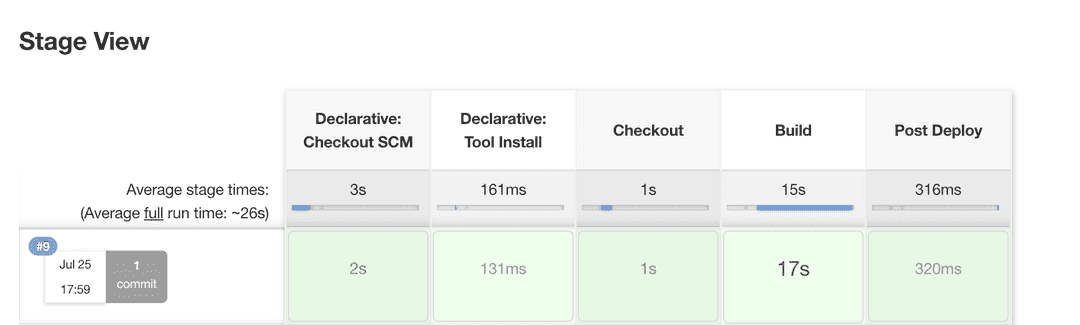 Stage View
Declarative: Checkout SCM
Declarative: Tool Install
Checkout
Build
Post Deploy
Average stage times:
(Average full run time: ~26s)
3s
161ms
1s
15s
316ms
#9
Jul 25
17:59
1
commit
2s
131ms
1s
17s
320ms